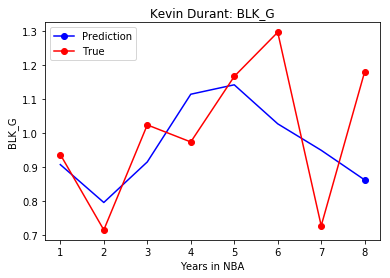 Kevin Durant: BLK_G
Prediction
True
1.3
1.2
1.1
1.0
0.9
0.8
0.7
BLK_G
1 2 3 4 5 6 7 8
Years in NBA